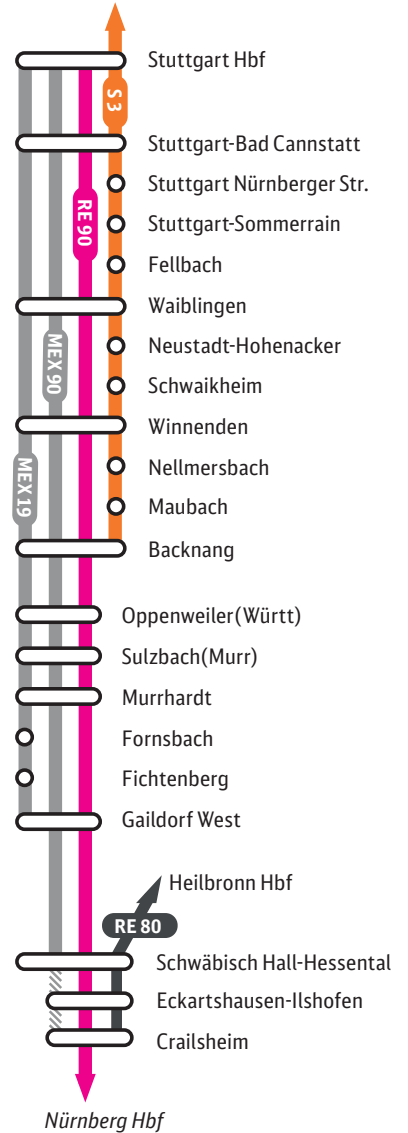 Stuttgart Hbf
S 3
Stuttgart-Bad Cannstatt
Stuttgart Nürnberger Str.
RE 90
Stuttgart-Sommerrain
Fellbach
Waiblingen
Neustadt-Hohenacker
MEX 90
Schwaikheim
Winnenden
Nellmersbach
MEX 19
Maubach
Backnang
Oppenweiler(Württ)
Sulzbach(Murr)
Murrhardt
Fornsbach
Fichtenberg
Gaildorf West
Heilbronn Hbf
RE 80
Schwäbisch Hall-Hessental
Eckartshausen-Ilshofen
Crailsheim
Nürnberg Hbf